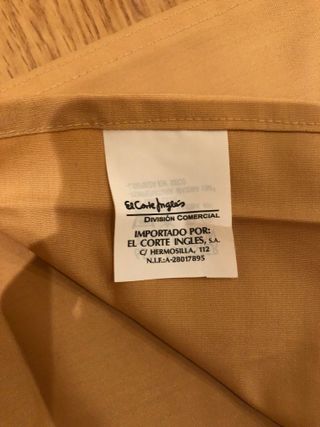 El Corte Inglés
DIVISIÓN COMERCIAL
IMPORTADO POR:
EL CORTE INGLES, S.A.
C/ HERMOSILLA, 112
N.I.F.:A-28017895